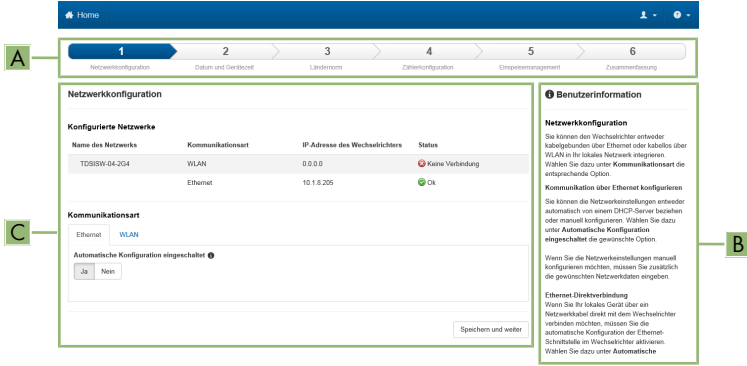 Home
1 2 3 4 5 6
Netzwerkkonfiguration Datum und Gerätezeit Ländernorm Zählerkonfiguration Einspeisemanagement Zusammenfassung
A
Netzwerkkonfiguration
Konfigurierte Netzwerke
Name des Netzwerks Kommunikationsart IP-Adresse des Wechselrichters Status
TDSISW-04-2G4 WLAN 0.0.0.0 Keine Verbindung
Ethernet 10.1.8.205 Ok
Kommunikationsart
Ethernet WLAN
Automatische Konfiguration eingeschaltet
Ja Nein
Speichern und weiter
C
Benutzerinformation
Netzwerkkonfiguration
Sie können den Wechselrichter entweder
kabelgebunden über Ethernet oder kabellos über
WLAN in Ihr lokales Netzwerk integrieren.
Wählen Sie dazu unter Kommunikationsart die
entsprechende Option.
Kommunikation über Ethernet konfigurieren
Sie können die Netzwerkeinstellungen entweder
automatisch von einem DHCP-Server beziehen
oder manuell konfigurieren. Wählen Sie dazu
unter Automatische Konfiguration
eingeschaltet die gewünschte Option.
Wenn Sie die Netzwerkeinstellungen manuell
konfigurieren möchten, müssen Sie zusätzlich
die gewünschten Netzwerkdaten eingeben.
Ethernet-Direktverbindung
Wenn Sie Ihr lokales Gerät über ein
Netzwerkkabel direkt mit dem Wechselrichter
verbinden möchten, müssen Sie die
automatische Konfiguration der Ethernet-
Schnittstelle im Wechselrichter aktivieren.
Wählen Sie dazu unter Automatische
B